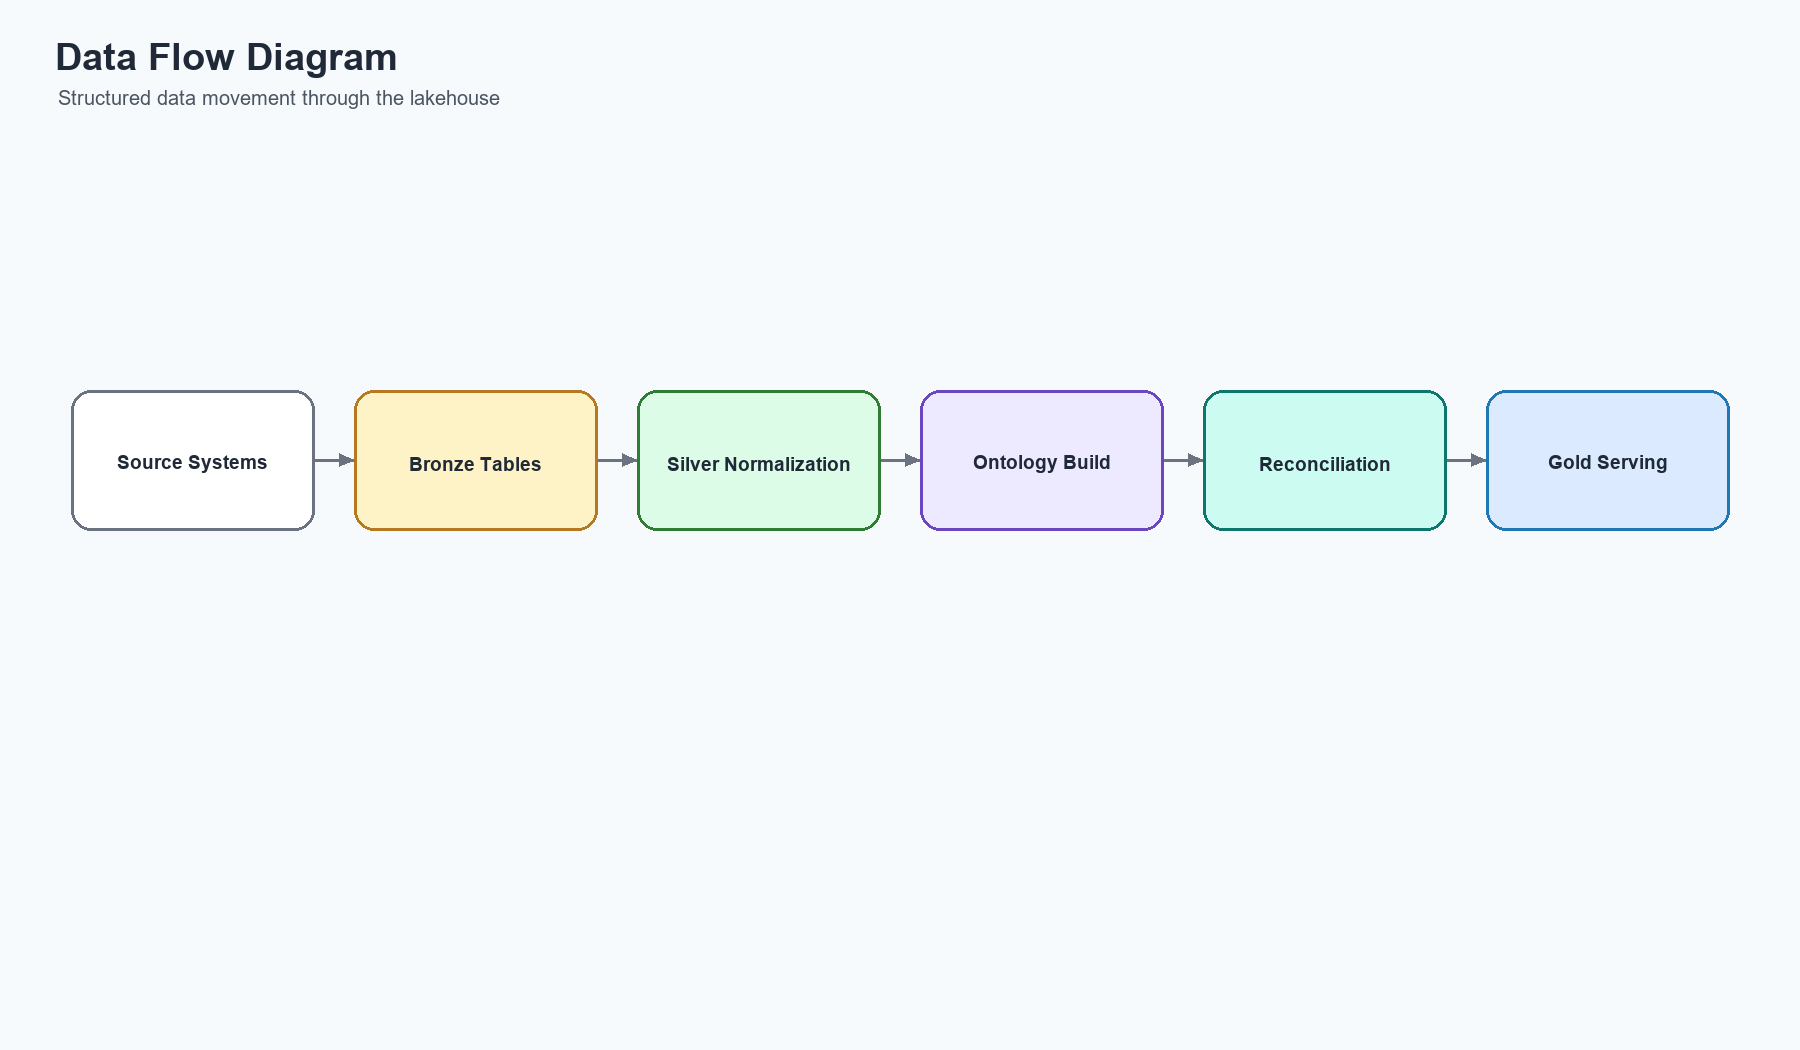 Data Flow Diagram
Structured data movement through the lakehouse
Source Systems
Bronze Tables
Silver Normalization
Ontology Build
Reconciliation
Gold Serving